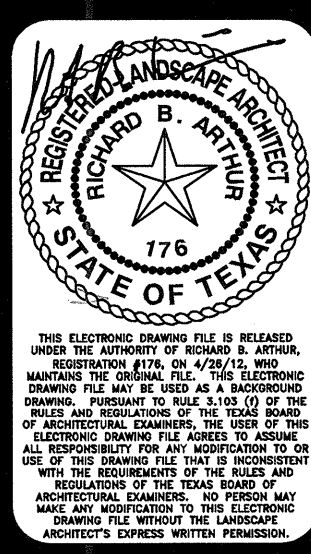 REGISTERED LANDSCAPE ARCHITECT
RICHARD B. ARTHUR
176
STATE OF TEXAS
THIS ELECTRONIC DRAWING FILE IS RELEASED
UNDER THE AUTHORITY OF RICHARD B. ARTHUR,
REGISTRATION #176, ON 4/26/12, WHO
MAINTAINS THE ORIGINAL FILE. THIS ELECTRONIC
DRAWING FILE MAY BE USED AS A BACKGROUND
DRAWING. PURSUANT TO RULE 3.103 (f) OF THE
RULES AND REGULATIONS OF THE TEXAS BOARD
OF ARCHITECTURAL EXAMINERS, THE USER OF THIS
ELECTRONIC DRAWING FILE AGREES TO ASSUME
ALL RESPONSIBILITY FOR ANY MODIFICATION TO OR
USE OF THIS DRAWING FILE THAT IS INCONSISTENT
WITH THE REQUIREMENTS OF THE RULES AND
REGULATIONS OF THE TEXAS BOARD OF
ARCHITECTURAL EXAMINERS. NO PERSON MAY
MAKE ANY MODIFICATION TO THIS ELECTRONIC
DRAWING FILE WITHOUT THE LANDSCAPE
ARCHITECT'S EXPRESS WRITTEN PERMISSION.